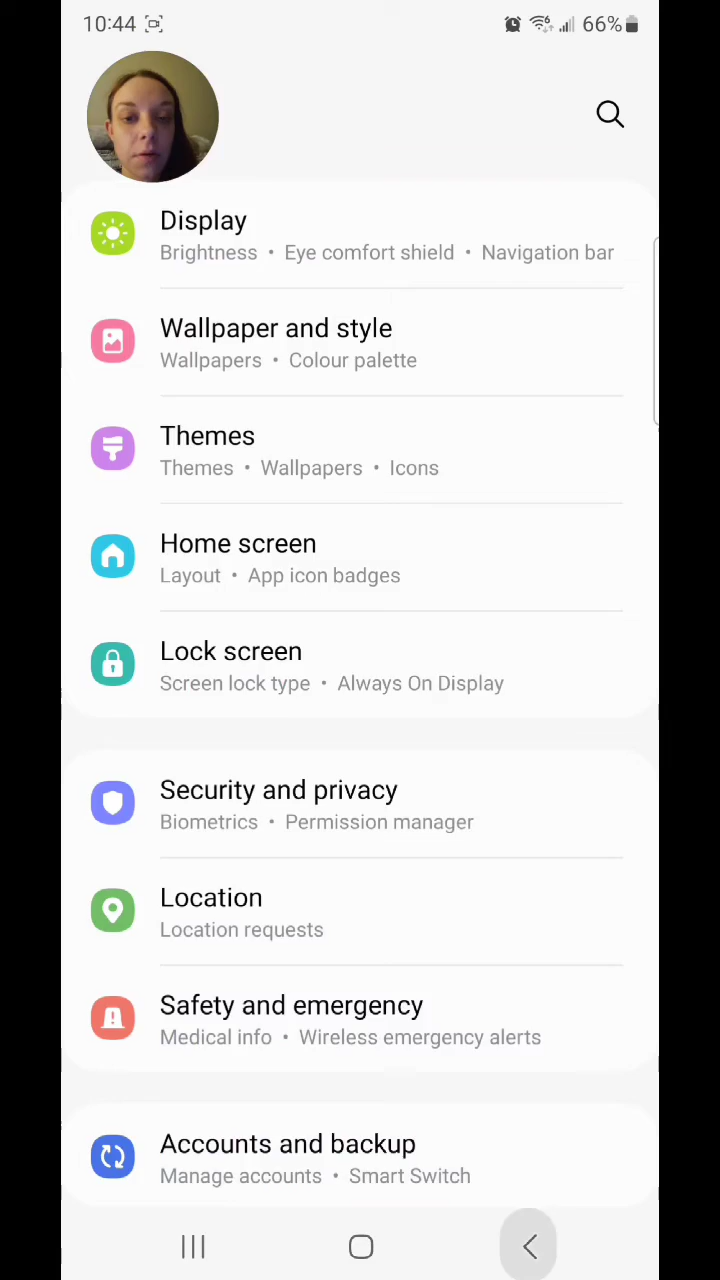 10:44 66%
Display
Brightness • Eye comfort shield • Navigation bar
Wallpaper and style
Wallpapers • Colour palette
Themes
Themes • Wallpapers • Icons
Home screen
Layout • App icon badges
Lock screen
Screen lock type • Always On Display
Security and privacy
Biometrics • Permission manager
Location
Location requests
Safety and emergency
Medical info • Wireless emergency alerts
Accounts and backup
Manage accounts • Smart Switch